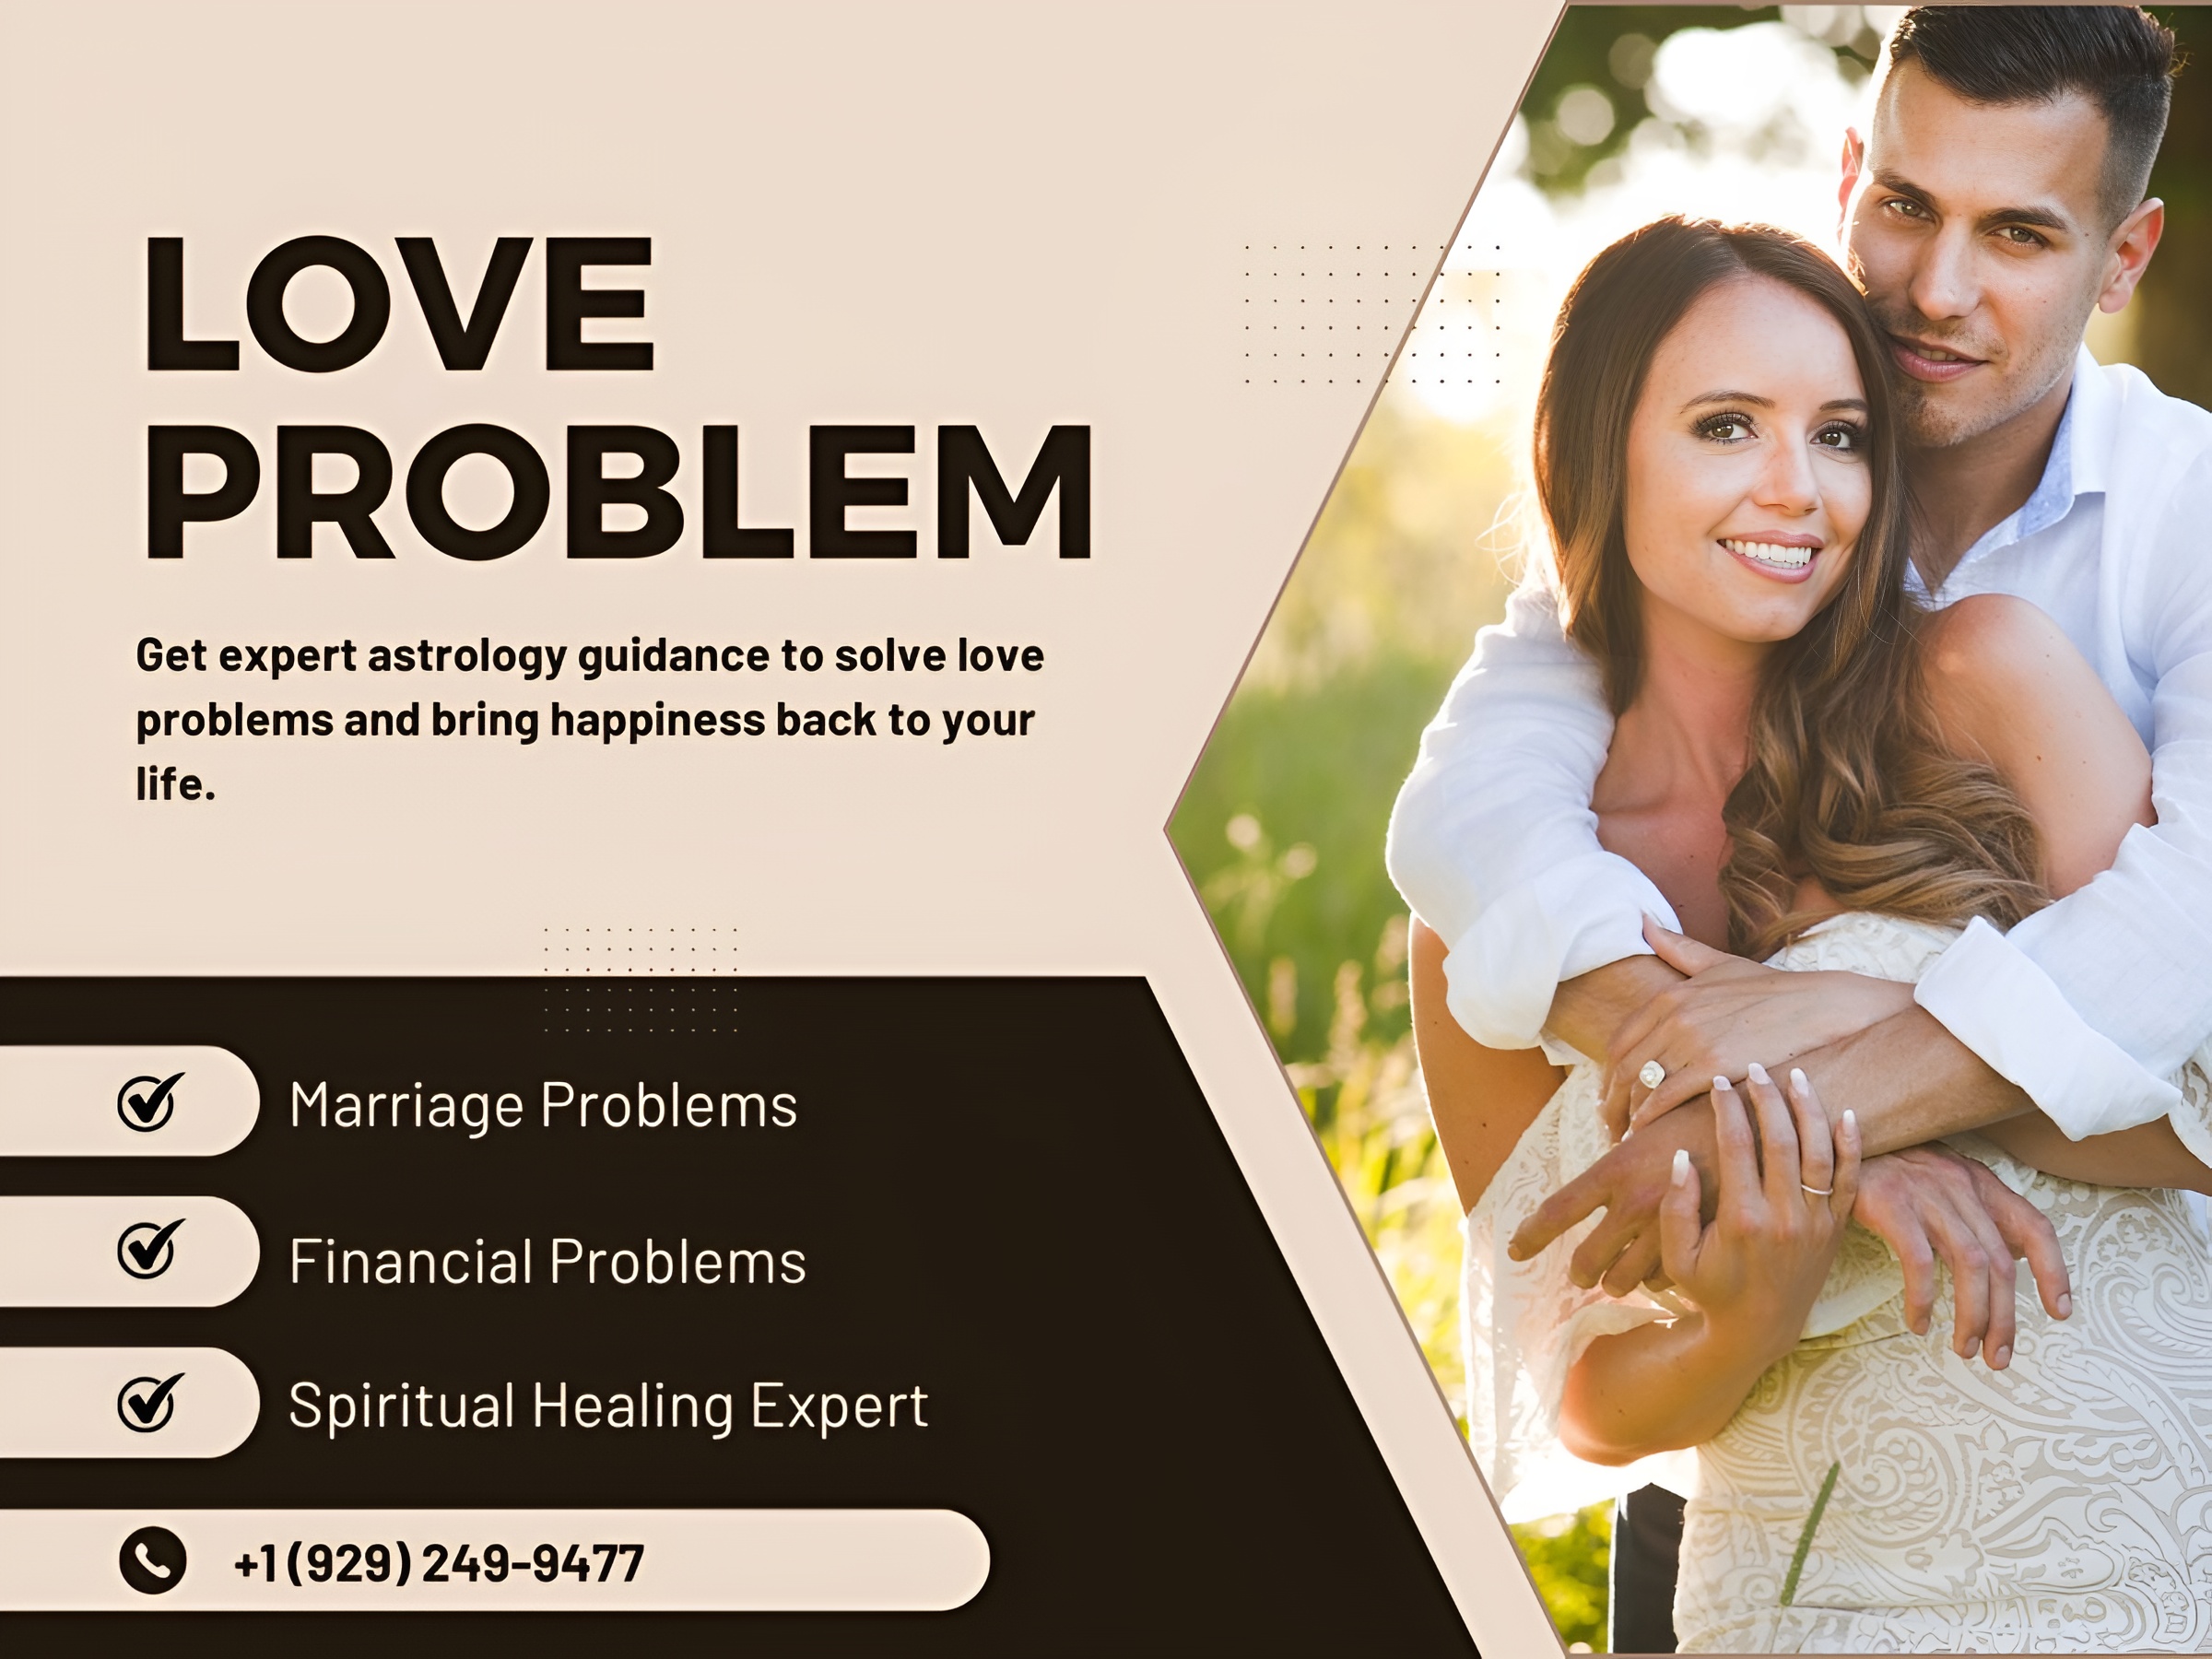 LOVE
PROBLEM
Get expert astrology guidance to solve love
problems and bring happiness back to your
life.
Marriage Problems
Financial Problems
Spiritual Healing Expert
+1 (929) 249-9477